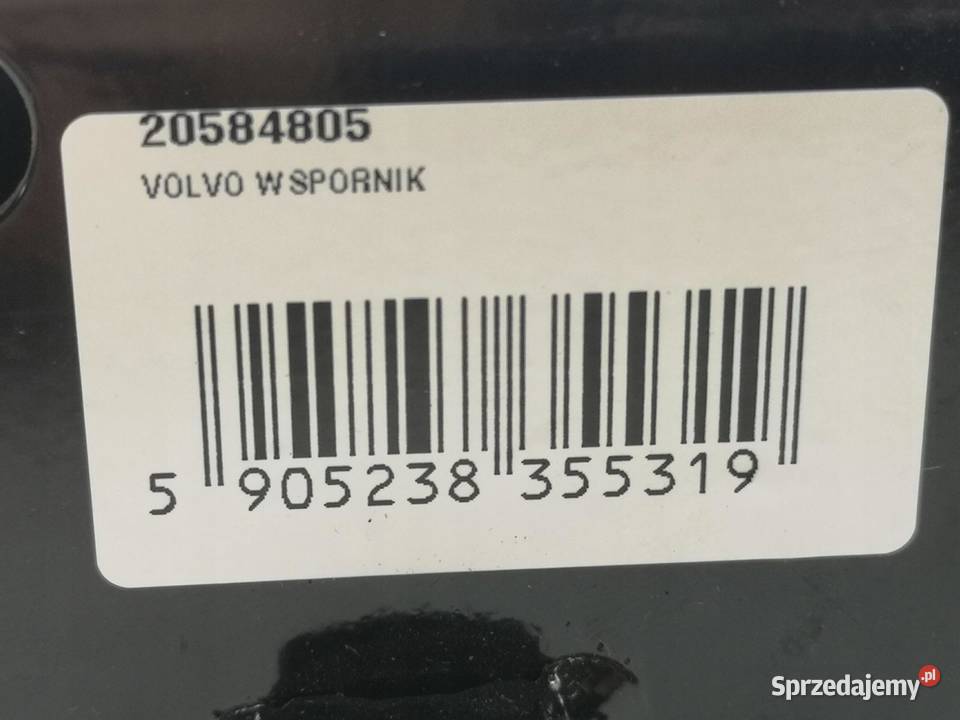 20584805
VOLVO WSPORNIK
5 905238 355319
Sprzedajemy.pl